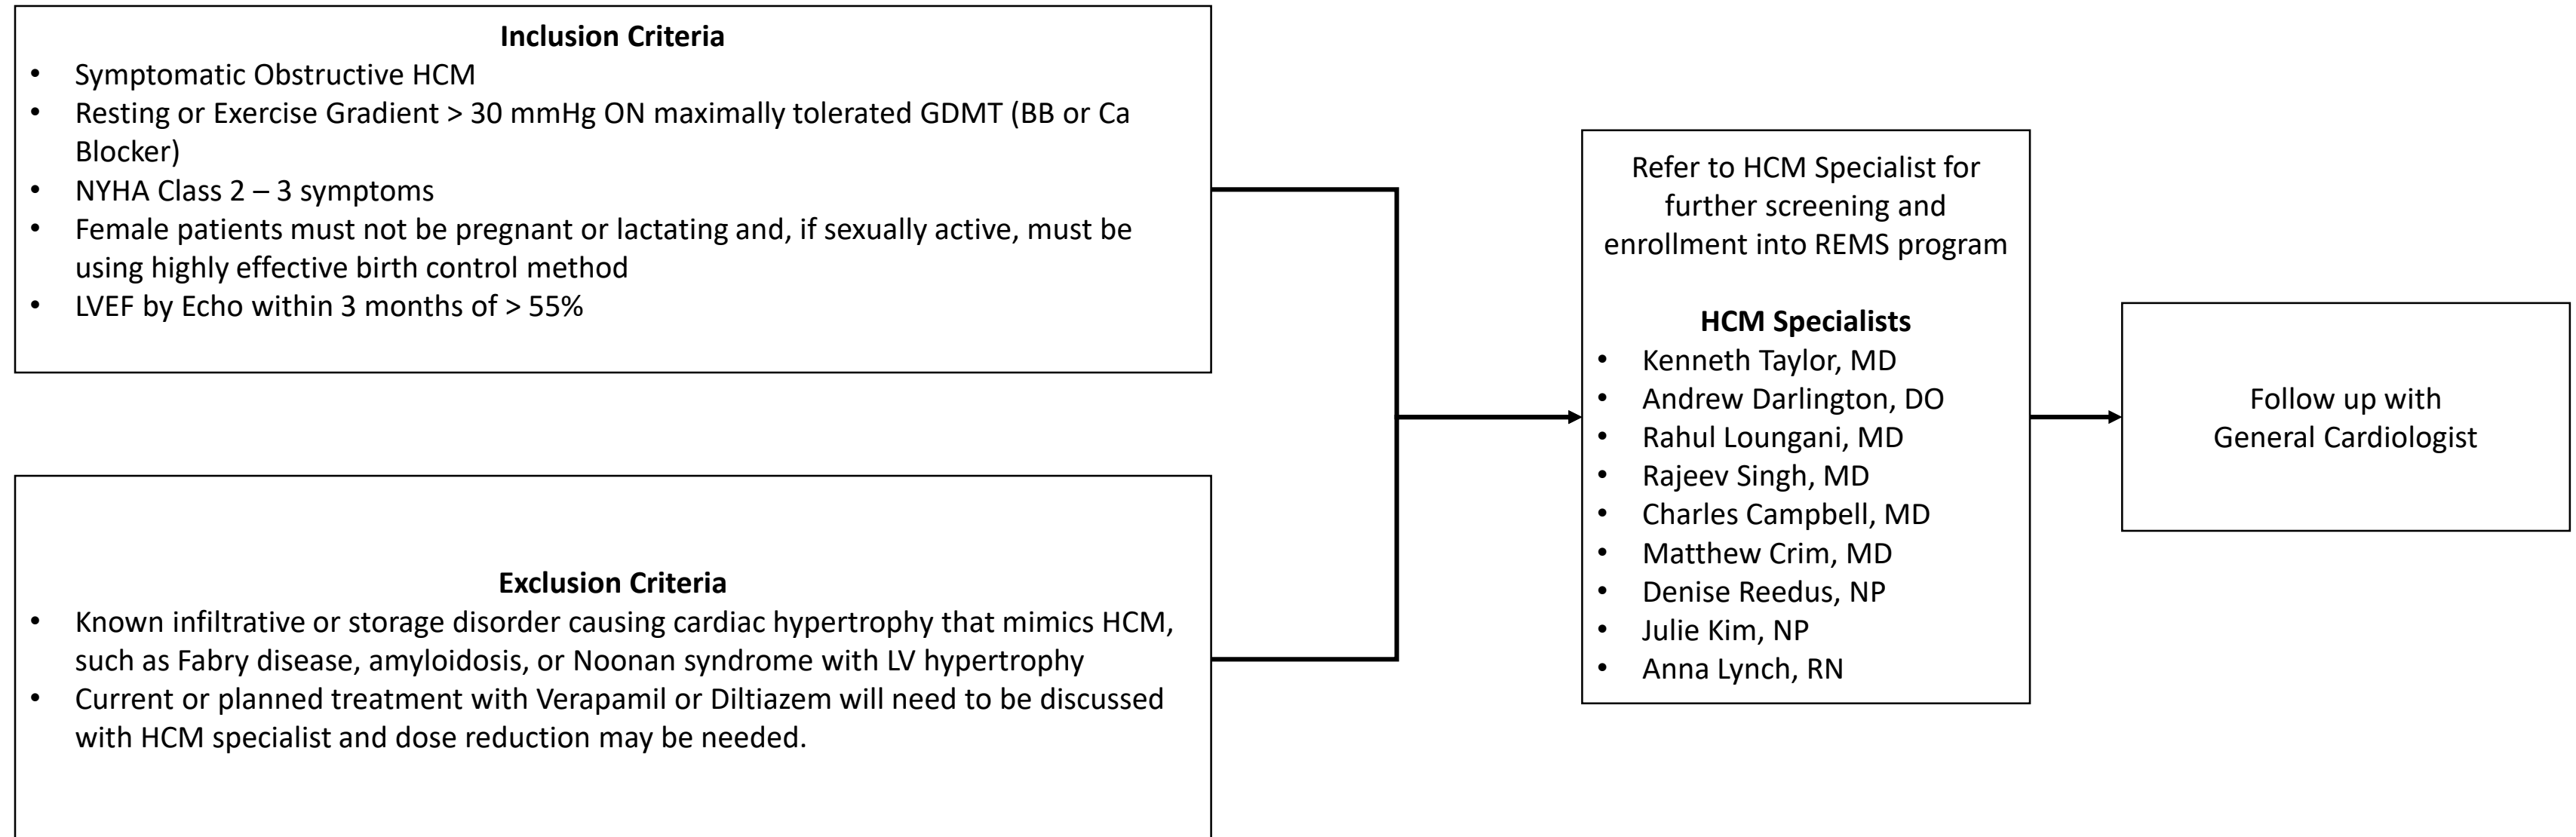 Inclusion Criteria
• Symptomatic Obstructive HCM
• Resting or Exercise Gradient > 30 mmHg ON maximally tolerated GDMT (BB or Ca
Blocker)
• NYHA Class 2 – 3 symptoms
• Female patients must not be pregnant or lactating and, if sexually active, must be
using highly effective birth control method
• LVEF by Echo within 3 months of > 55%
Exclusion Criteria
• Known infiltrative or storage disorder causing cardiac hypertrophy that mimics HCM,
such as Fabry disease, amyloidosis, or Noonan syndrome with LV hypertrophy
• Current or planned treatment with Verapamil or Diltiazem will need to be discussed
with HCM specialist and dose reduction may be needed.
Refer to HCM Specialist for
further screening and
enrollment into REMS program
HCM Specialists
• Kenneth Taylor, MD
• Andrew Darlington, DO
• Rahul Loungani, MD
• Rajeev Singh, MD
• Charles Campbell, MD
• Matthew Crim, MD
• Denise Reedus, NP
• Julie Kim, NP
• Anna Lynch, RN
Follow up with
General Cardiologist